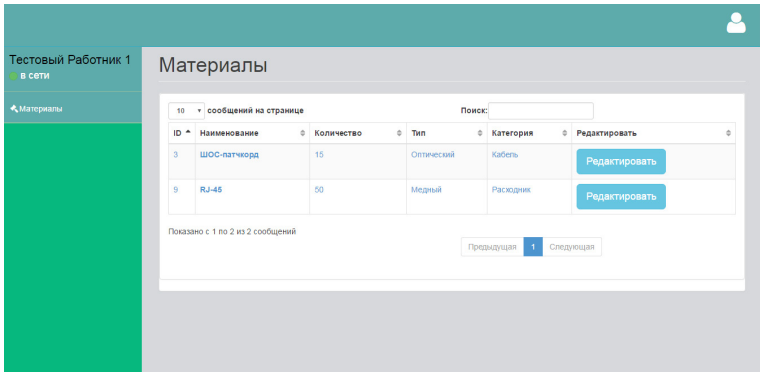 Тестовый Работник 1
в сети
Материалы
Материалы
10 сообщений на странице Поиск:
ID Наименование Количество Тип Категория Редактировать
3 ШОС-патчкорд 15 Оптический Кабель Редактировать
9 RJ-45 50 Медный Расходник Редактировать
Показано с 1 по 2 из 2 сообщений
Предыдущая 1 Следующая